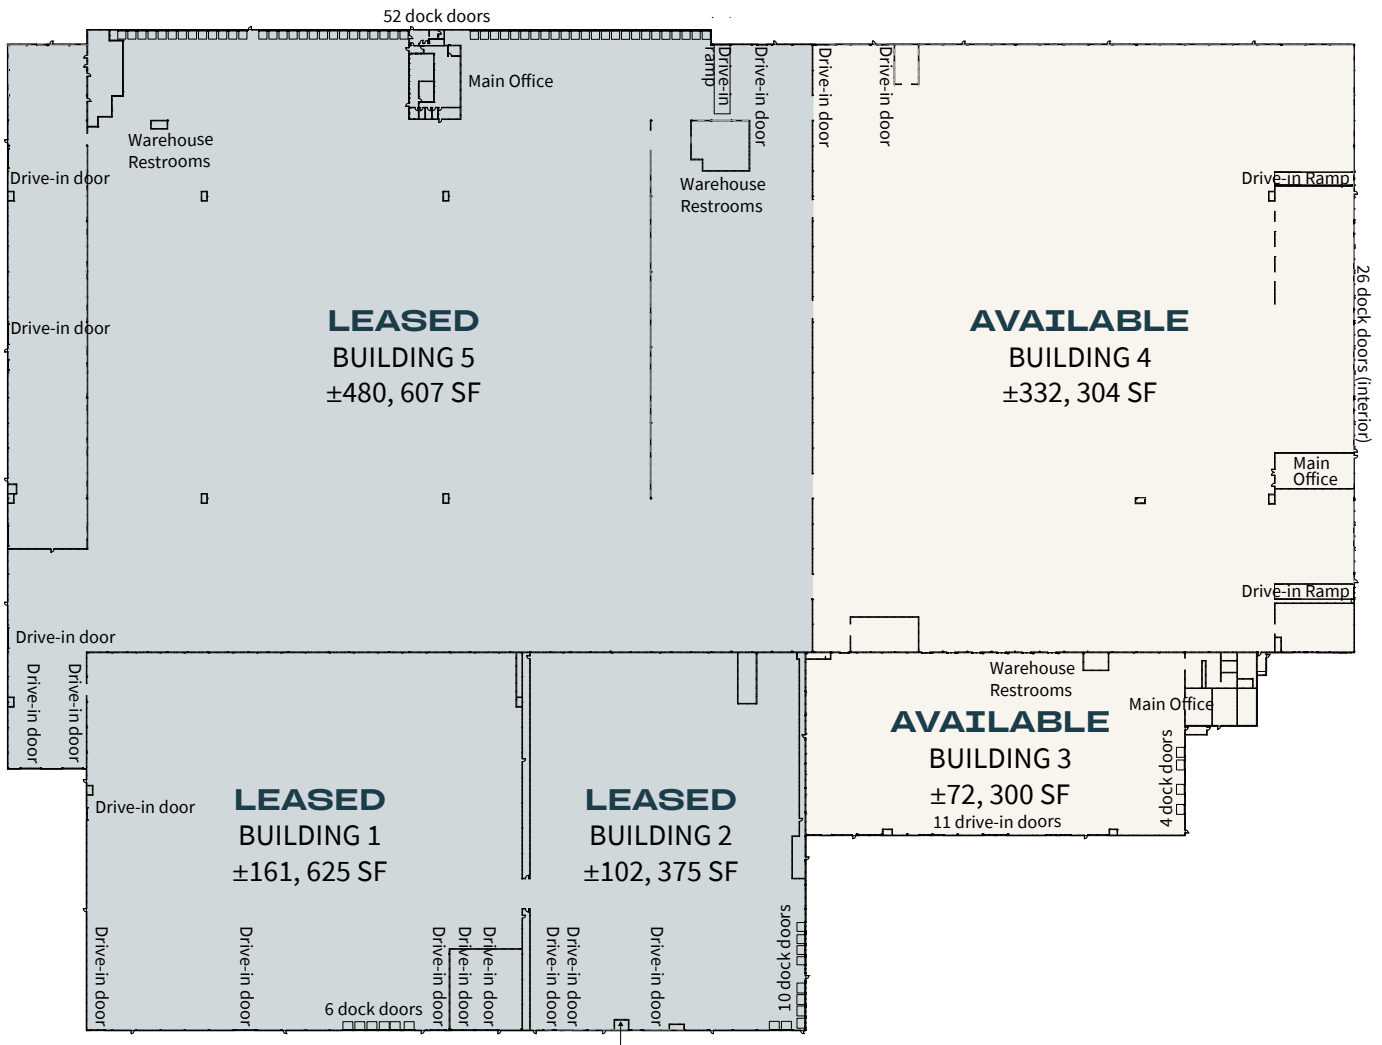 52 dock doors
Main Office
Drive-in
ramp
Drive-in door
Drive-in door
Drive-in door
Warehouse
Restrooms
Drive-in door
Warehouse
Restrooms
Drive-in Ramp
Drive-in door
26 dock doors (interior)
LEASED
BUILDING 5
±480, 607 SF
AVAILABLE
BUILDING 4
±332, 304 SF
Main
Office
Drive-in Ramp
Drive-in door
Drive-in door
Drive-in door
Warehouse
Restrooms
Main Office
AVAILABLE
BUILDING 3
±72, 300 SF
11 drive-in doors
4 dock doors
Drive-in door
LEASED
BUILDING 1
±161, 625 SF
LEASED
BUILDING 2
±102, 375 SF
Drive-in door
Drive-in door
6 dock doors
Drive-in door
Drive-in door
Drive-in door
Drive-in door
Drive-in door
Drive-in door
10 dock doors